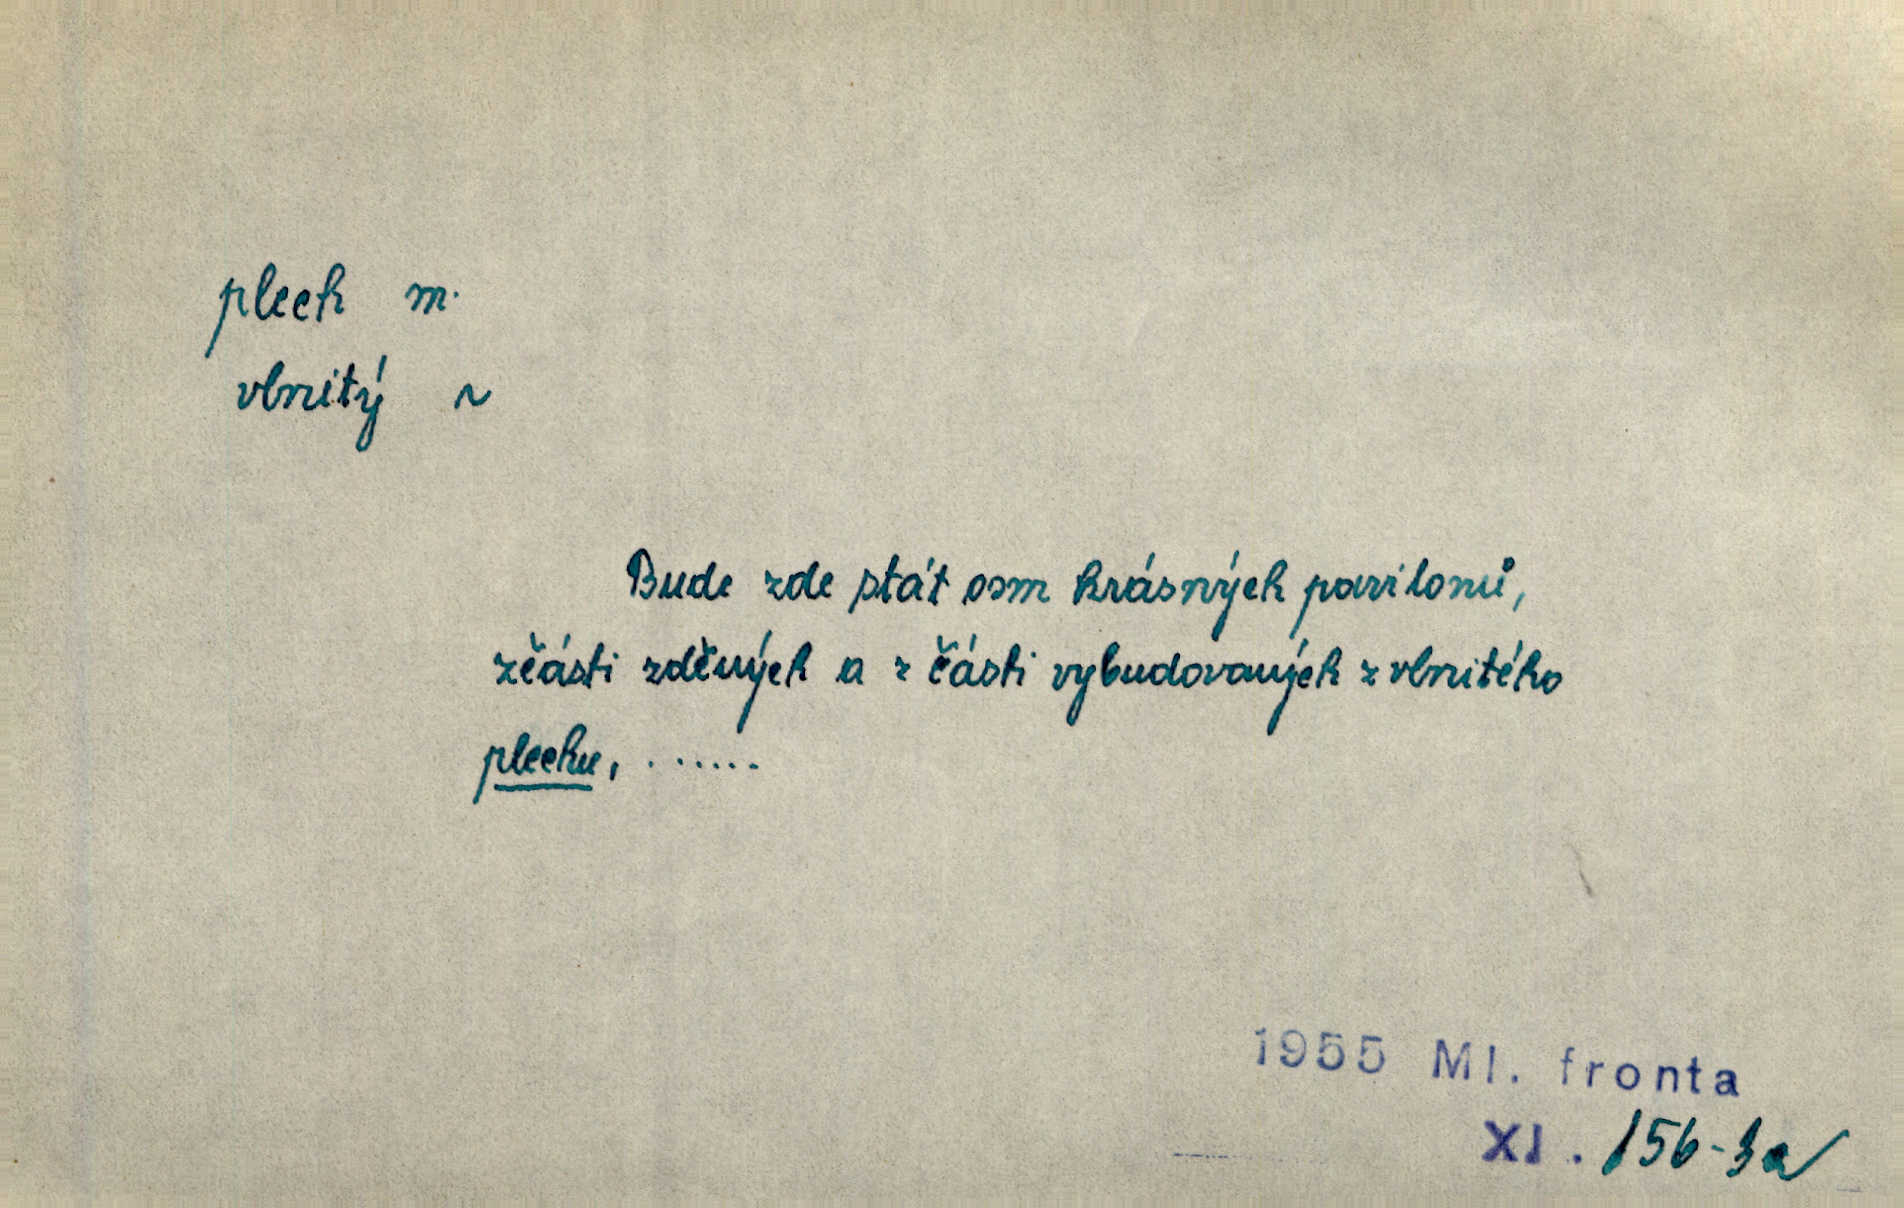 plech m.
vlnitý ~
Bude zde stát osm krásných pavilonů,
zčásti zděných a z části vybudovaných z vlnitého
plechu, .......
1955 Ml. fronta
XI. 156-3a